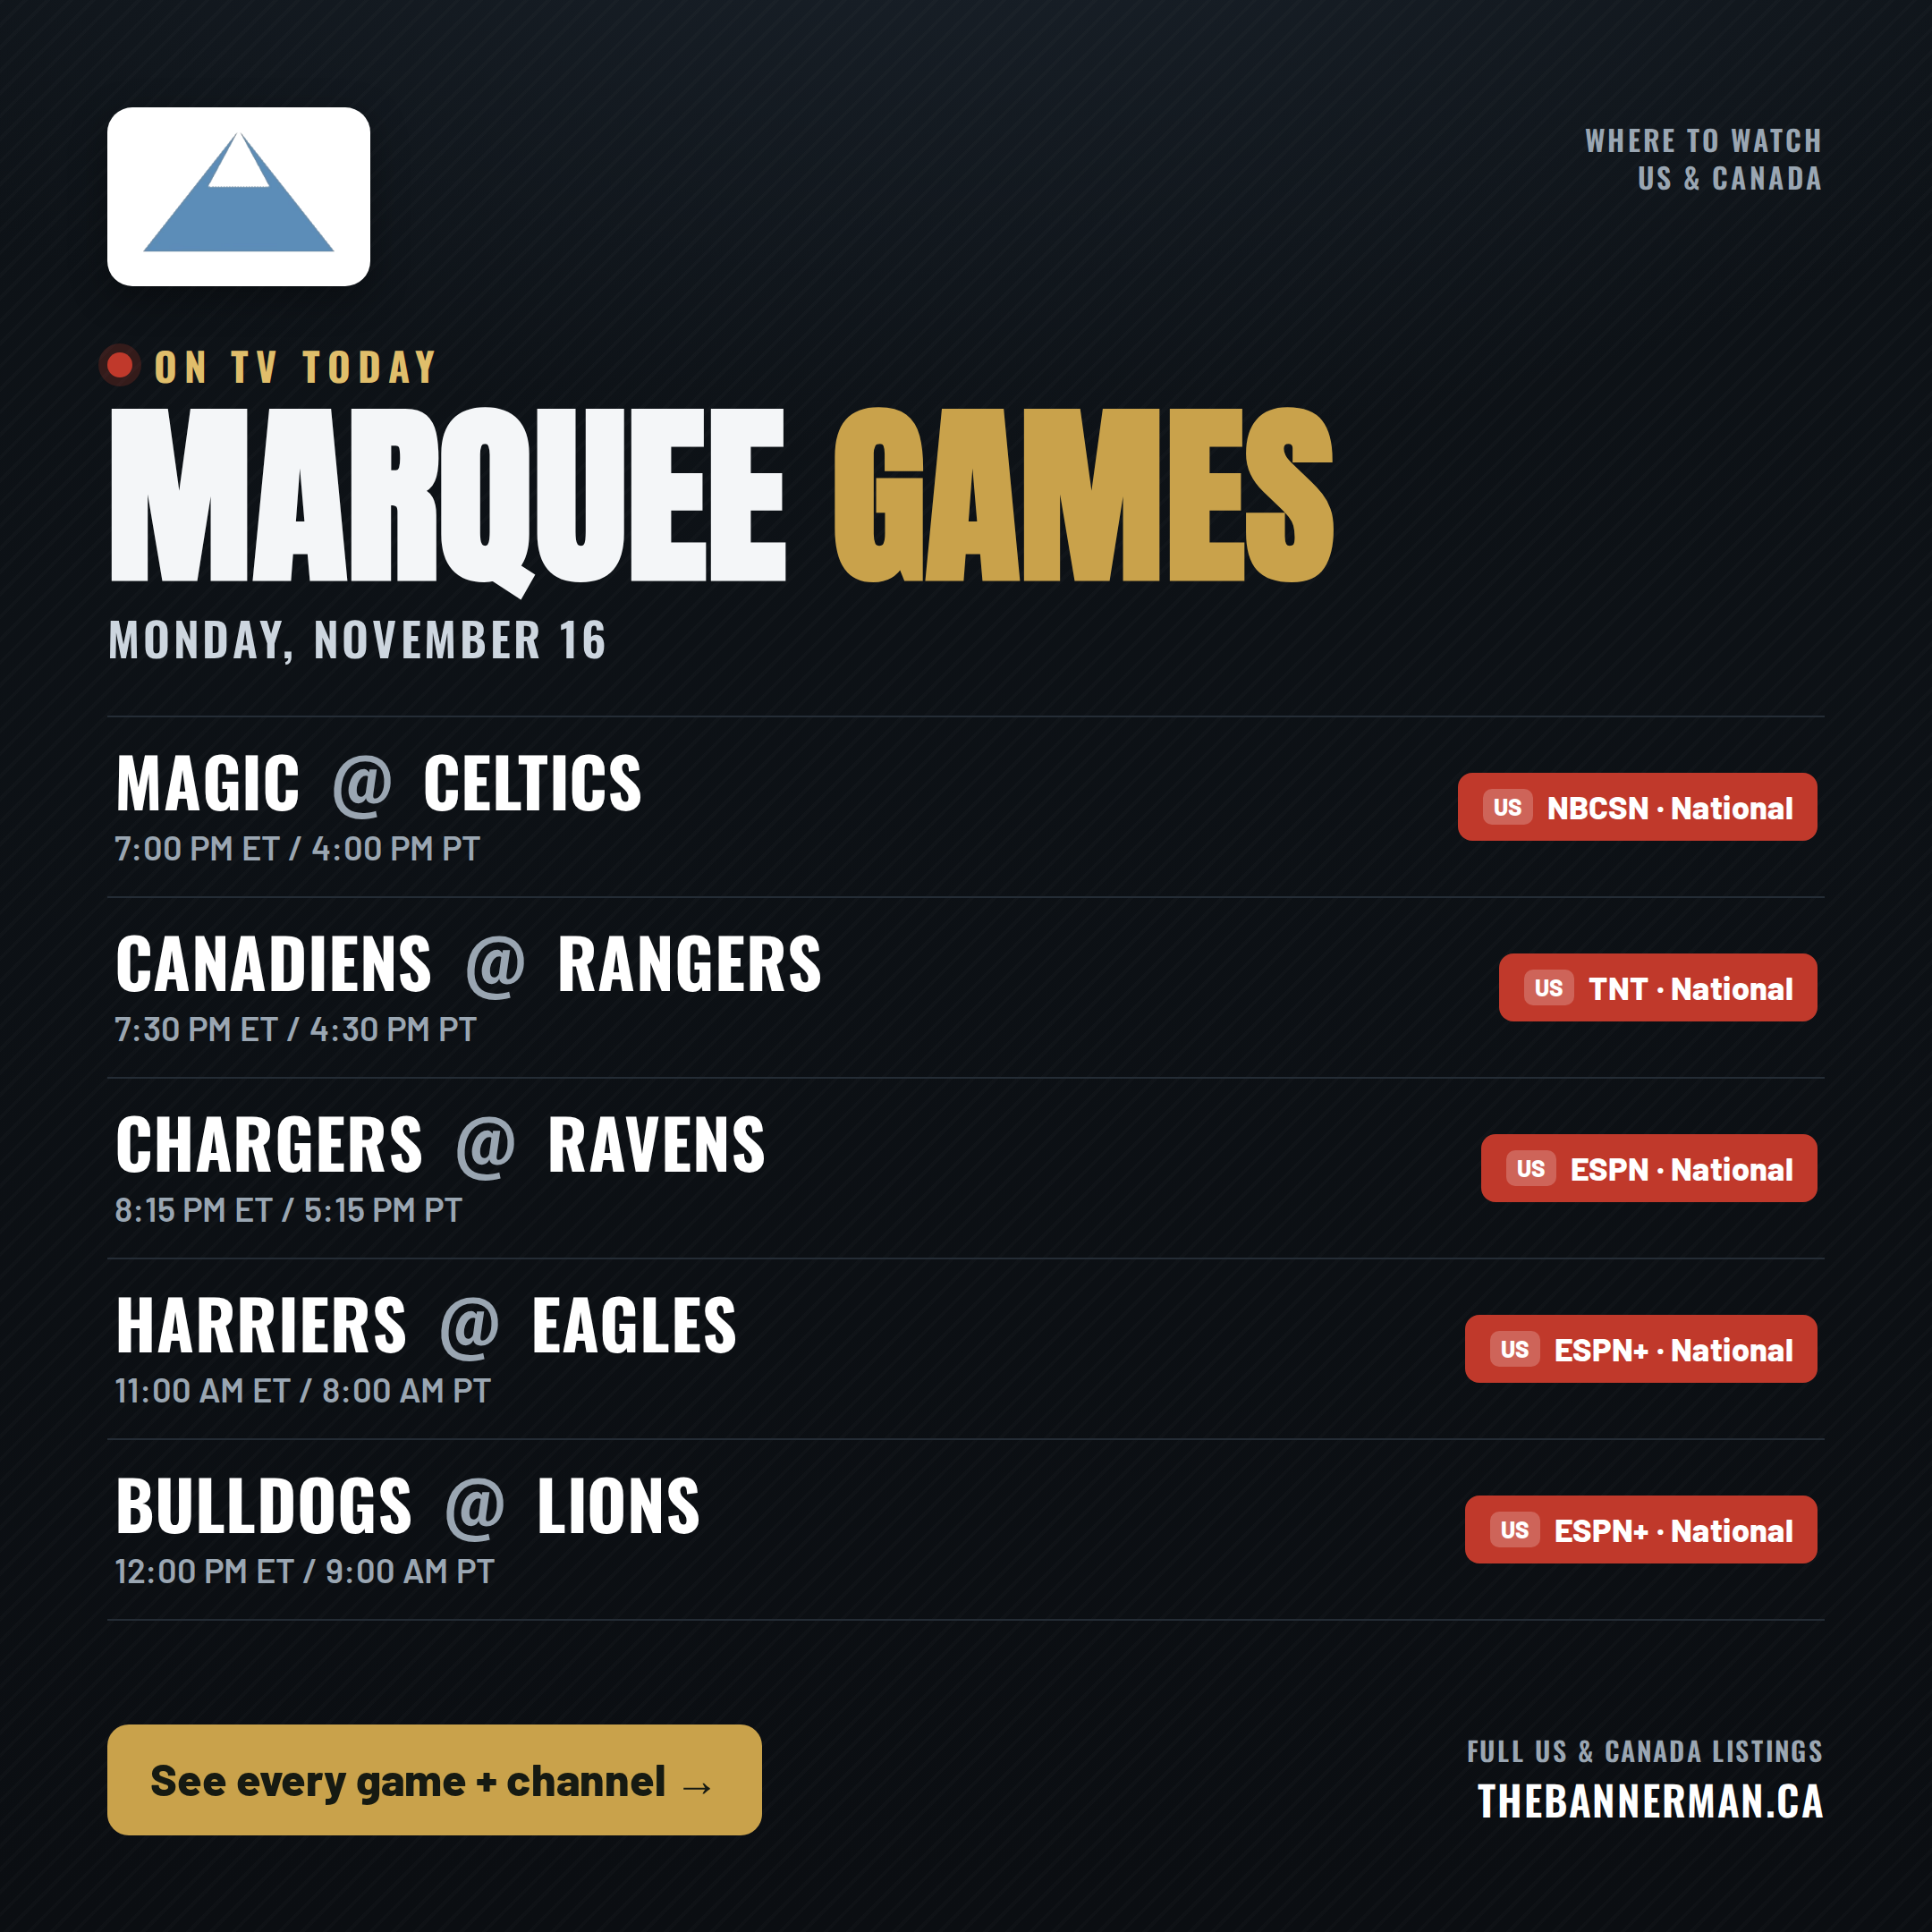 WHERE TO WATCH
US & CANADA
ON TV TODAY
MARQUEE GAMES
MONDAY, NOVEMBER 16
MAGIC @ CELTICS
7:00 PM ET / 4:00 PM PT
US NBCSN · National
CANADIENS @ RANGERS
7:30 PM ET / 4:30 PM PT
US TNT · National
CHARGERS @ RAVENS
8:15 PM ET / 5:15 PM PT
US ESPN · National
HARRIERS @ EAGLES
11:00 AM ET / 8:00 AM PT
US ESPN+ · National
BULLDOGS @ LIONS
12:00 PM ET / 9:00 AM PT
US ESPN+ · National
See every game + channel →
FULL US & CANADA LISTINGS
THEBANNERMAN.CA